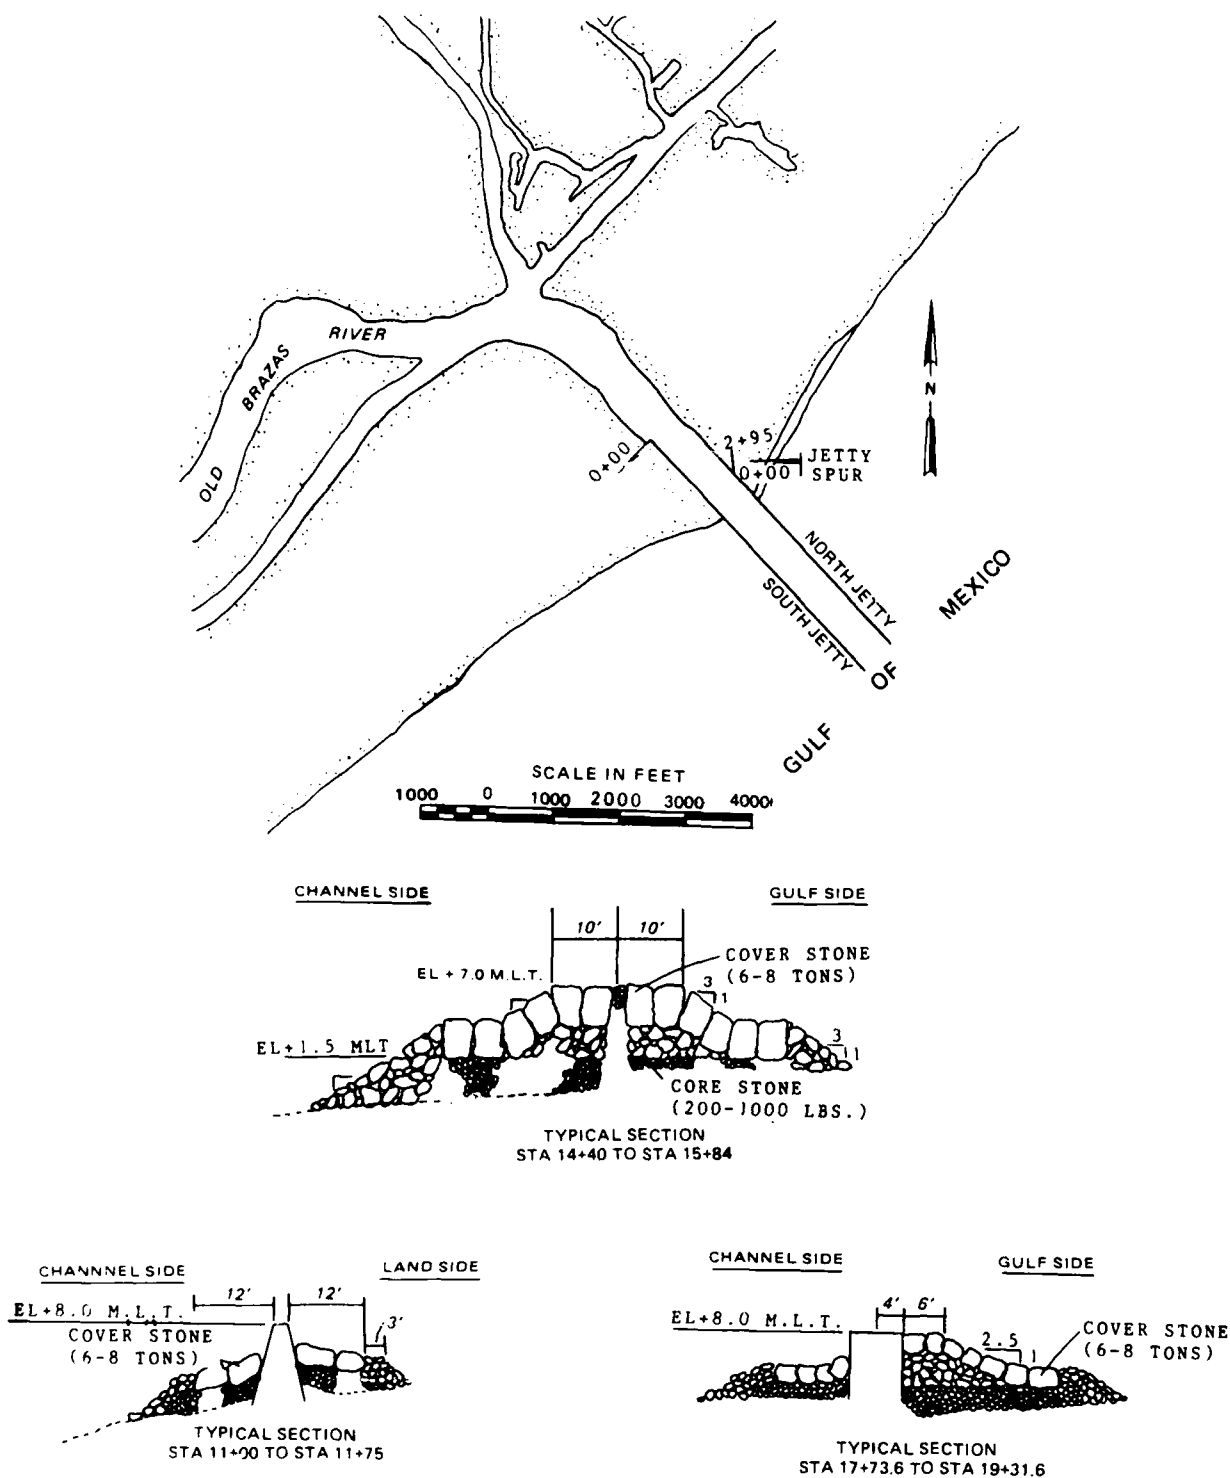 RIVER
BRAZAS
OLD
0+00
2+95
0+00
JETTY
SPUR
N
NORTH JETTY
SOUTH JETTY
GULF
OF
MEXICO
SCALE IN FEET
1000 0 1000 2000 3000 4000
CHANNEL SIDE
GULF SIDE
10' 10'
COVER STONE
(6-8 TONS)
EL + 7.0 M.L.T.
3
1
EL+1.5 MLT
3
1
CORE STONE
(200-1000 LBS.)
TYPICAL SECTION
STA 14+40 TO STA 15+84
CHANNNEL SIDE
LAND SIDE
12' 12'
3'
EL+8.0 M.L.T.
COVER STONE
(6-8 TONS)
TYPICAL SECTION
STA 11+00 TO STA 11+75
CHANNEL SIDE
GULF SIDE
4' 6'
EL+8.0 M.L.T.
2.5
1
COVER STONE
(6-8 TONS)
TYPICAL SECTION
STA 17+73.6 TO STA 19+31.6